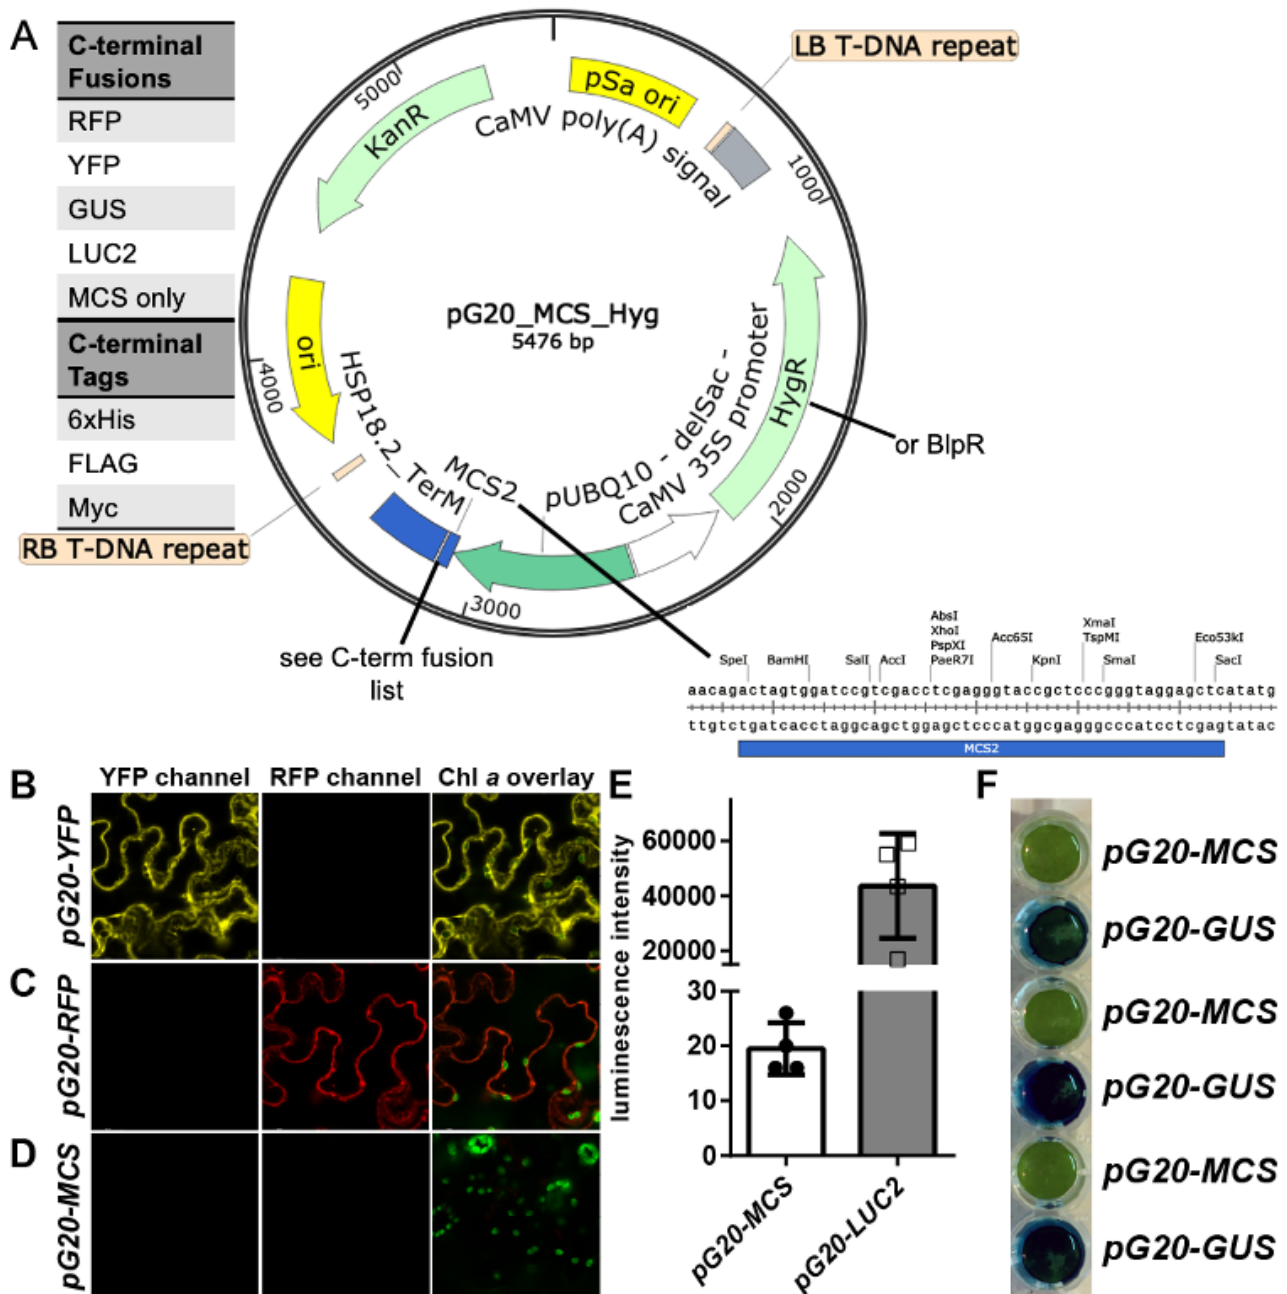 A
C-terminal
Fusions
RFP
YFP
GUS
LUC2
MCS only
C-terminal
Tags
6xHis
FLAG
Myc
LB T-DNA repeat
pSa ori
CaMV poly(A) signal
5000
KanR
1000
pG20_MCS_Hyg
5476 bp
HygR
or BlpR
ori
4000
HSP18.2_TerM
MCS2
pUBQ10 - delSac -
CaMV 35S promoter
2000
RB T-DNA repeat
3000
see C-term fusion
list
AbsI
XhoI
PspXI
PaeR7I
SpeI
BamHI
SalI
AccI
Acc65I
KpnI
XmaI
TspMI
SmaI
Eco53kI
SacI
aacagactagtggatccgtcgacctcgagggtaccgctcccgggtaggagctcatatg
ttgtctgatcacctaggcagctggagctcccatggcgagggcccatcctcgagtatac
MCS2
B
YFP channel
RFP channel
Chl a overlay
pG20-YFP
C
pG20-RFP
D
pG20-MCS
E
luminescence intensity
60000
40000
20000
30
20
10
0
pG20-MCS
pG20-LUC2
F
pG20-MCS
pG20-GUS
pG20-MCS
pG20-GUS
pG20-MCS
pG20-GUS